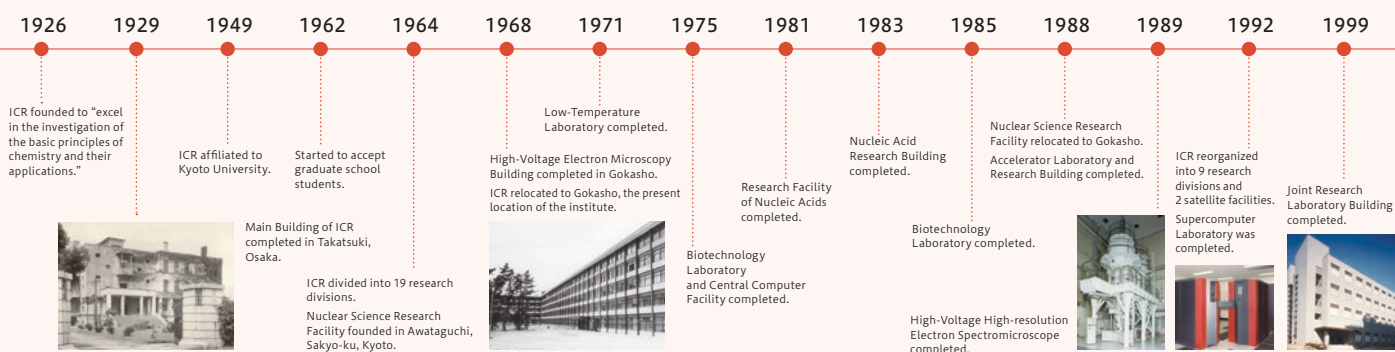 1926
1929
1949
1962
1964
1968
1971
1975
1981
1983
1985
1988
1989
1992
1999
ICR founded to “excel
in the investigation of
the basic principles of
chemistry and their
applications.”
Main Building of ICR
completed in Takatsuki,
Osaka.
ICR affiliated to
Kyoto University.
Started to accept
graduate school
students.
ICR divided into 19 research
divisions.
Nuclear Science Research
Facility founded in Awataguchi,
Sakyo-ku, Kyoto.
High-Voltage Electron Microscopy
Building completed in Gokasho.
ICR relocated to Gokasho, the present
location of the institute.
Low-Temperature
Laboratory completed.
Biotechnology
Laboratory
and Central Computer
Facility completed.
Research Facility
of Nucleic Acids
completed.
Nucleic Acid
Research Building
completed.
Biotechnology
Laboratory completed.
Nuclear Science Research
Facility relocated to Gokasho.
Accelerator Laboratory and
Research Building completed.
High-Voltage High-resolution
Electron Spectromicroscope
completed.
ICR reorganized
into 9 research
divisions and
2 satellite facilities.
Supercomputer
Laboratory was
completed.
Joint Research
Laboratory Building
completed.